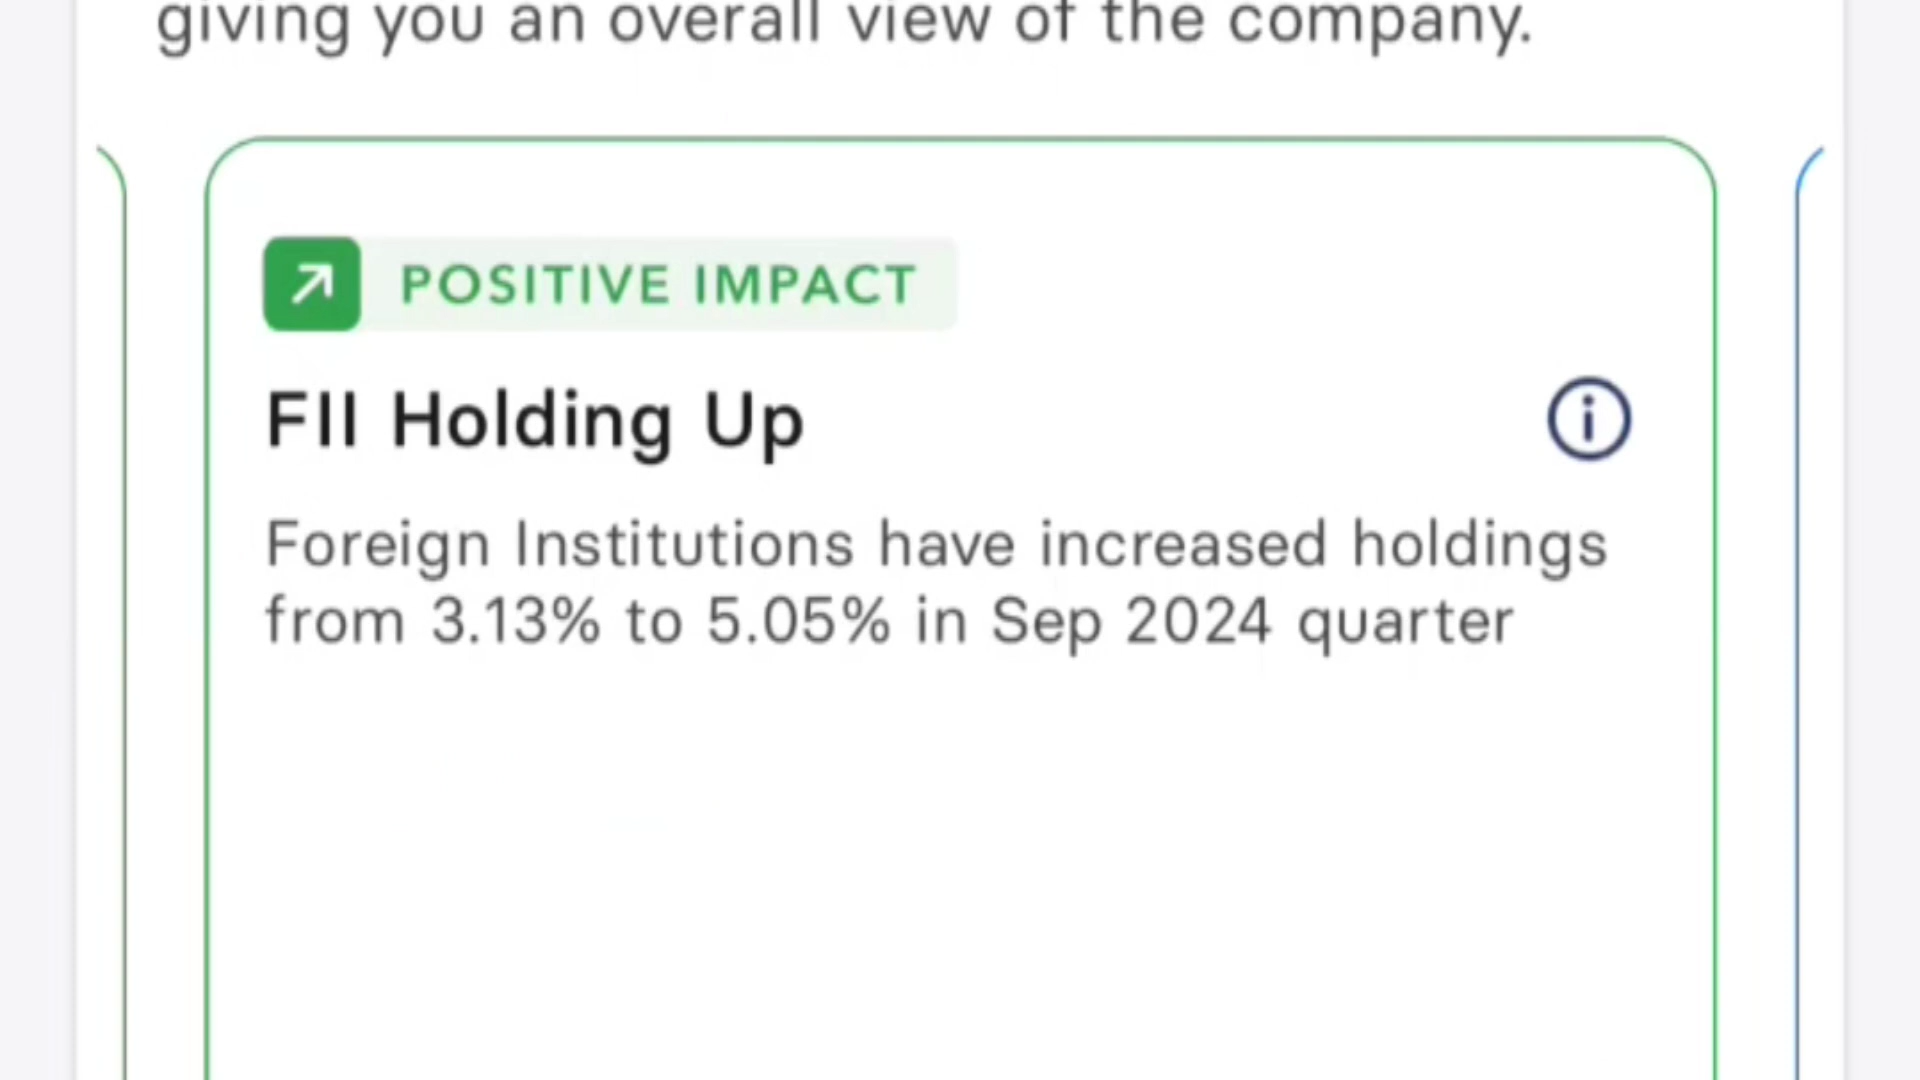 giving you an overall view of the company.
POSITIVE IMPACT
FII Holding Up
Foreign Institutions have increased holdings
from 3.13% to 5.05% in Sep 2024 quarter